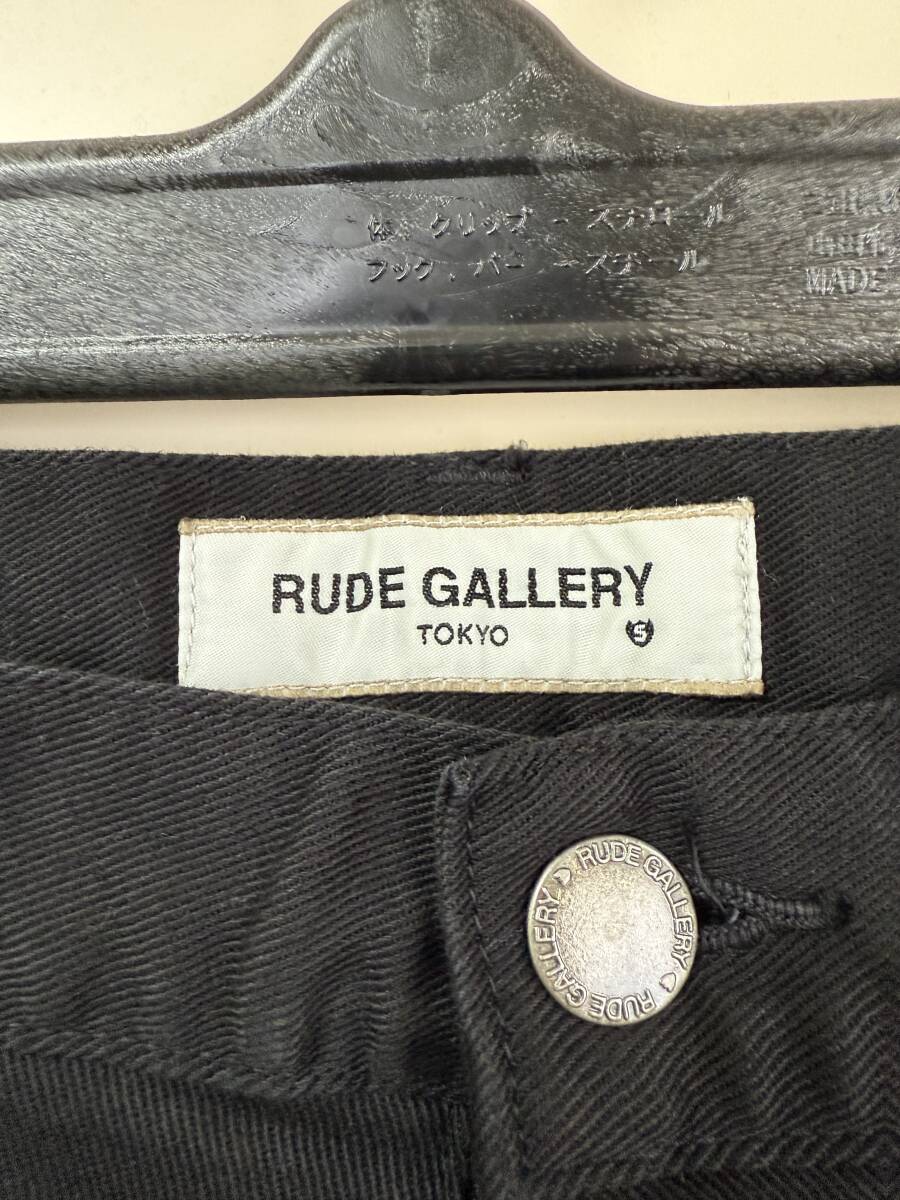 体、クリップ － スチロール
フック、バー － スチール
MADE
RUDE GALLERY
TOKYO
S
RUDE GALLERY RUDE GALLERY